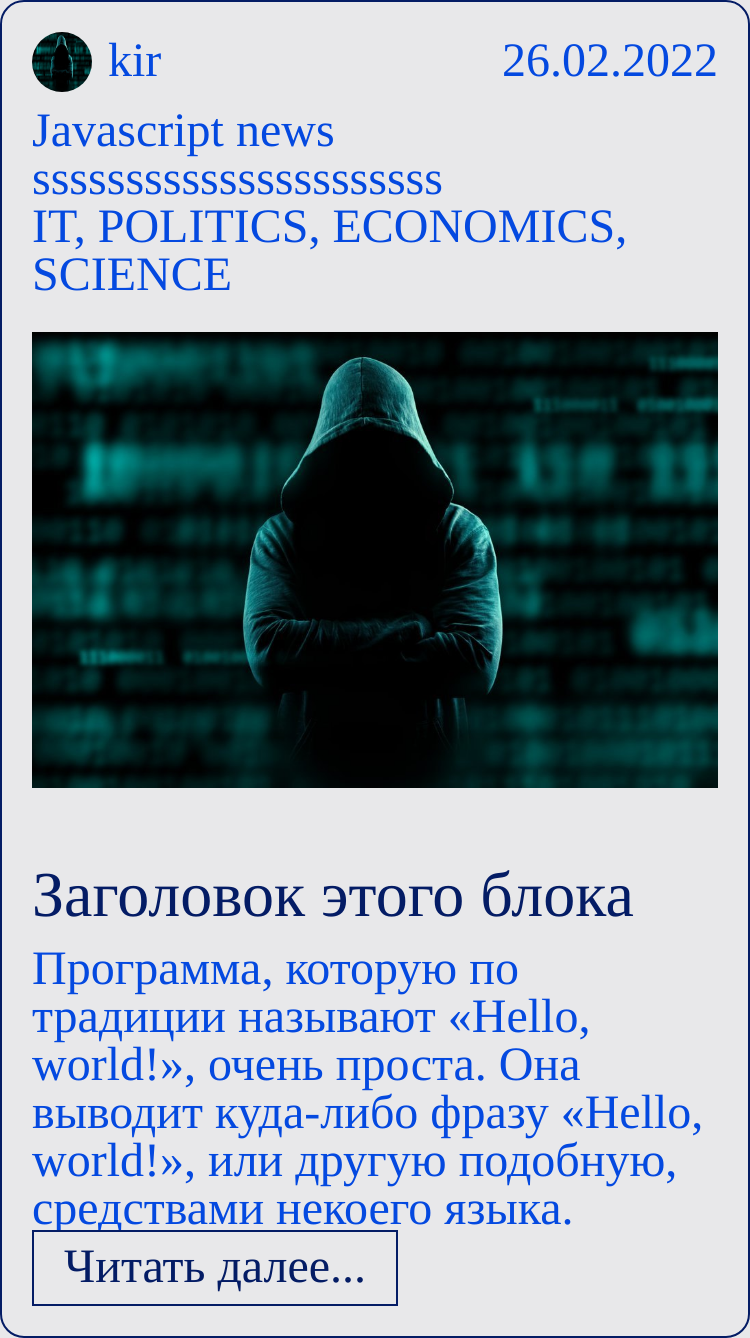 kir 26.02.2022
Javascript news
ssssssssssssssssssssss
IT, POLITICS, ECONOMICS,
SCIENCE
Заголовок этого блока
Программа, которую по
традиции называют «Hello,
world!», очень проста. Она
выводит куда-либо фразу «Hello,
world!», или другую подобную,
средствами некоего языка.
Читать далее...